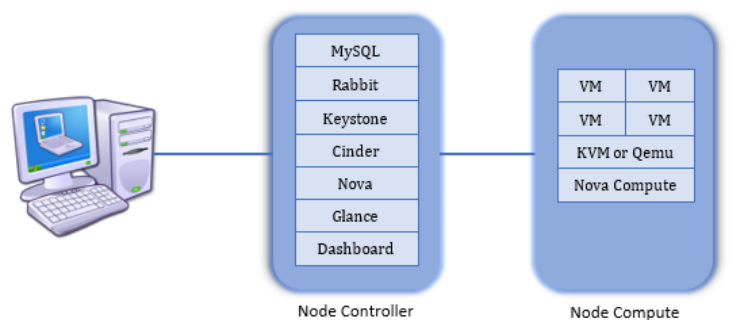 MySQL
Rabbit
Keystone
Cinder
Nova
Glance
Dashboard
Node Controller
VM VM
VM VM
KVM or Qemu
Nova Compute
Node Compute